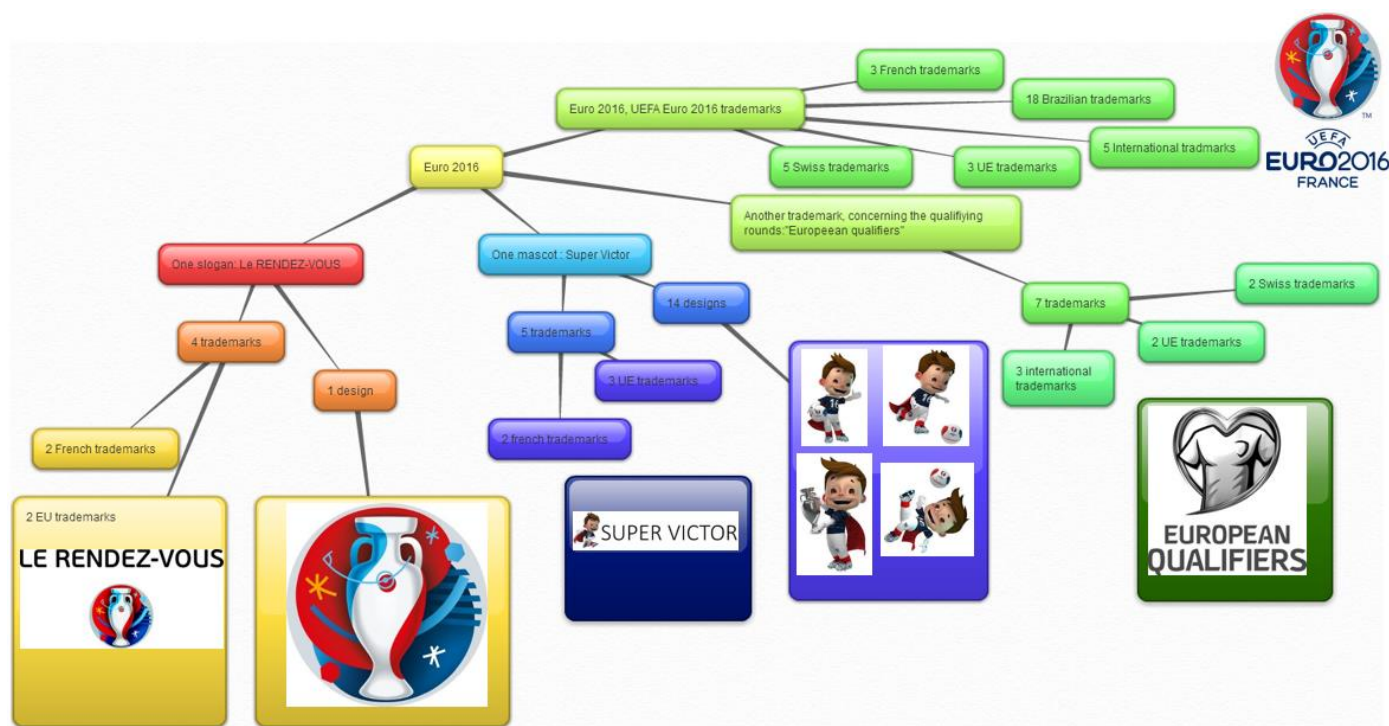 3 French trademarks
Euro 2016, UEFA Euro 2016 trademarks
18 Brazilian trademarks
5 International tradmarks
5 Swiss trademarks
3 UE trademarks
TM
UEFA
EURO2016
FRANCE
Euro 2016
Another trademark, concerning the qualifiying
rounds:"Europeean qualifiers"
One slogan: Le RENDEZ-VOUS
One mascot : Super Victor
14 designs
7 trademarks
2 Swiss trademarks
2 UE trademarks
3 international
trademarks
4 trademarks
5 trademarks
1 design
3 UE trademarks
2 French trademarks
2 french trademarks
2 EU trademarks
LE RENDEZ-VOUS
SUPER VICTOR
16
16
EUROPEAN
QUALIFIERS